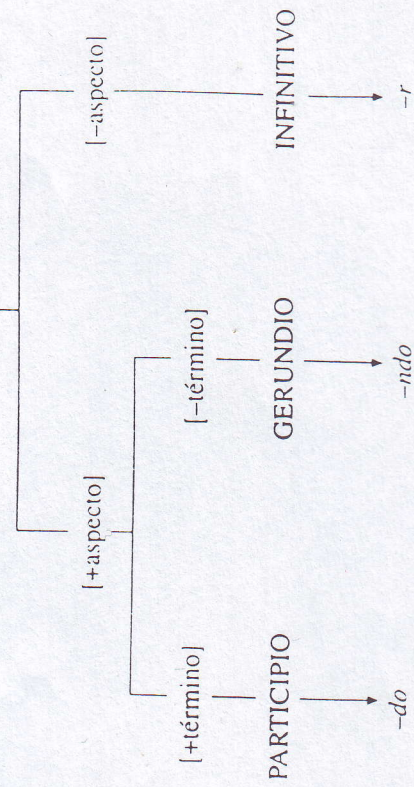 [+aspecto] [−aspecto]
[+término] [−término]
PARTICIPIO GERUNDIO INFINITIVO
−do −ndo −r